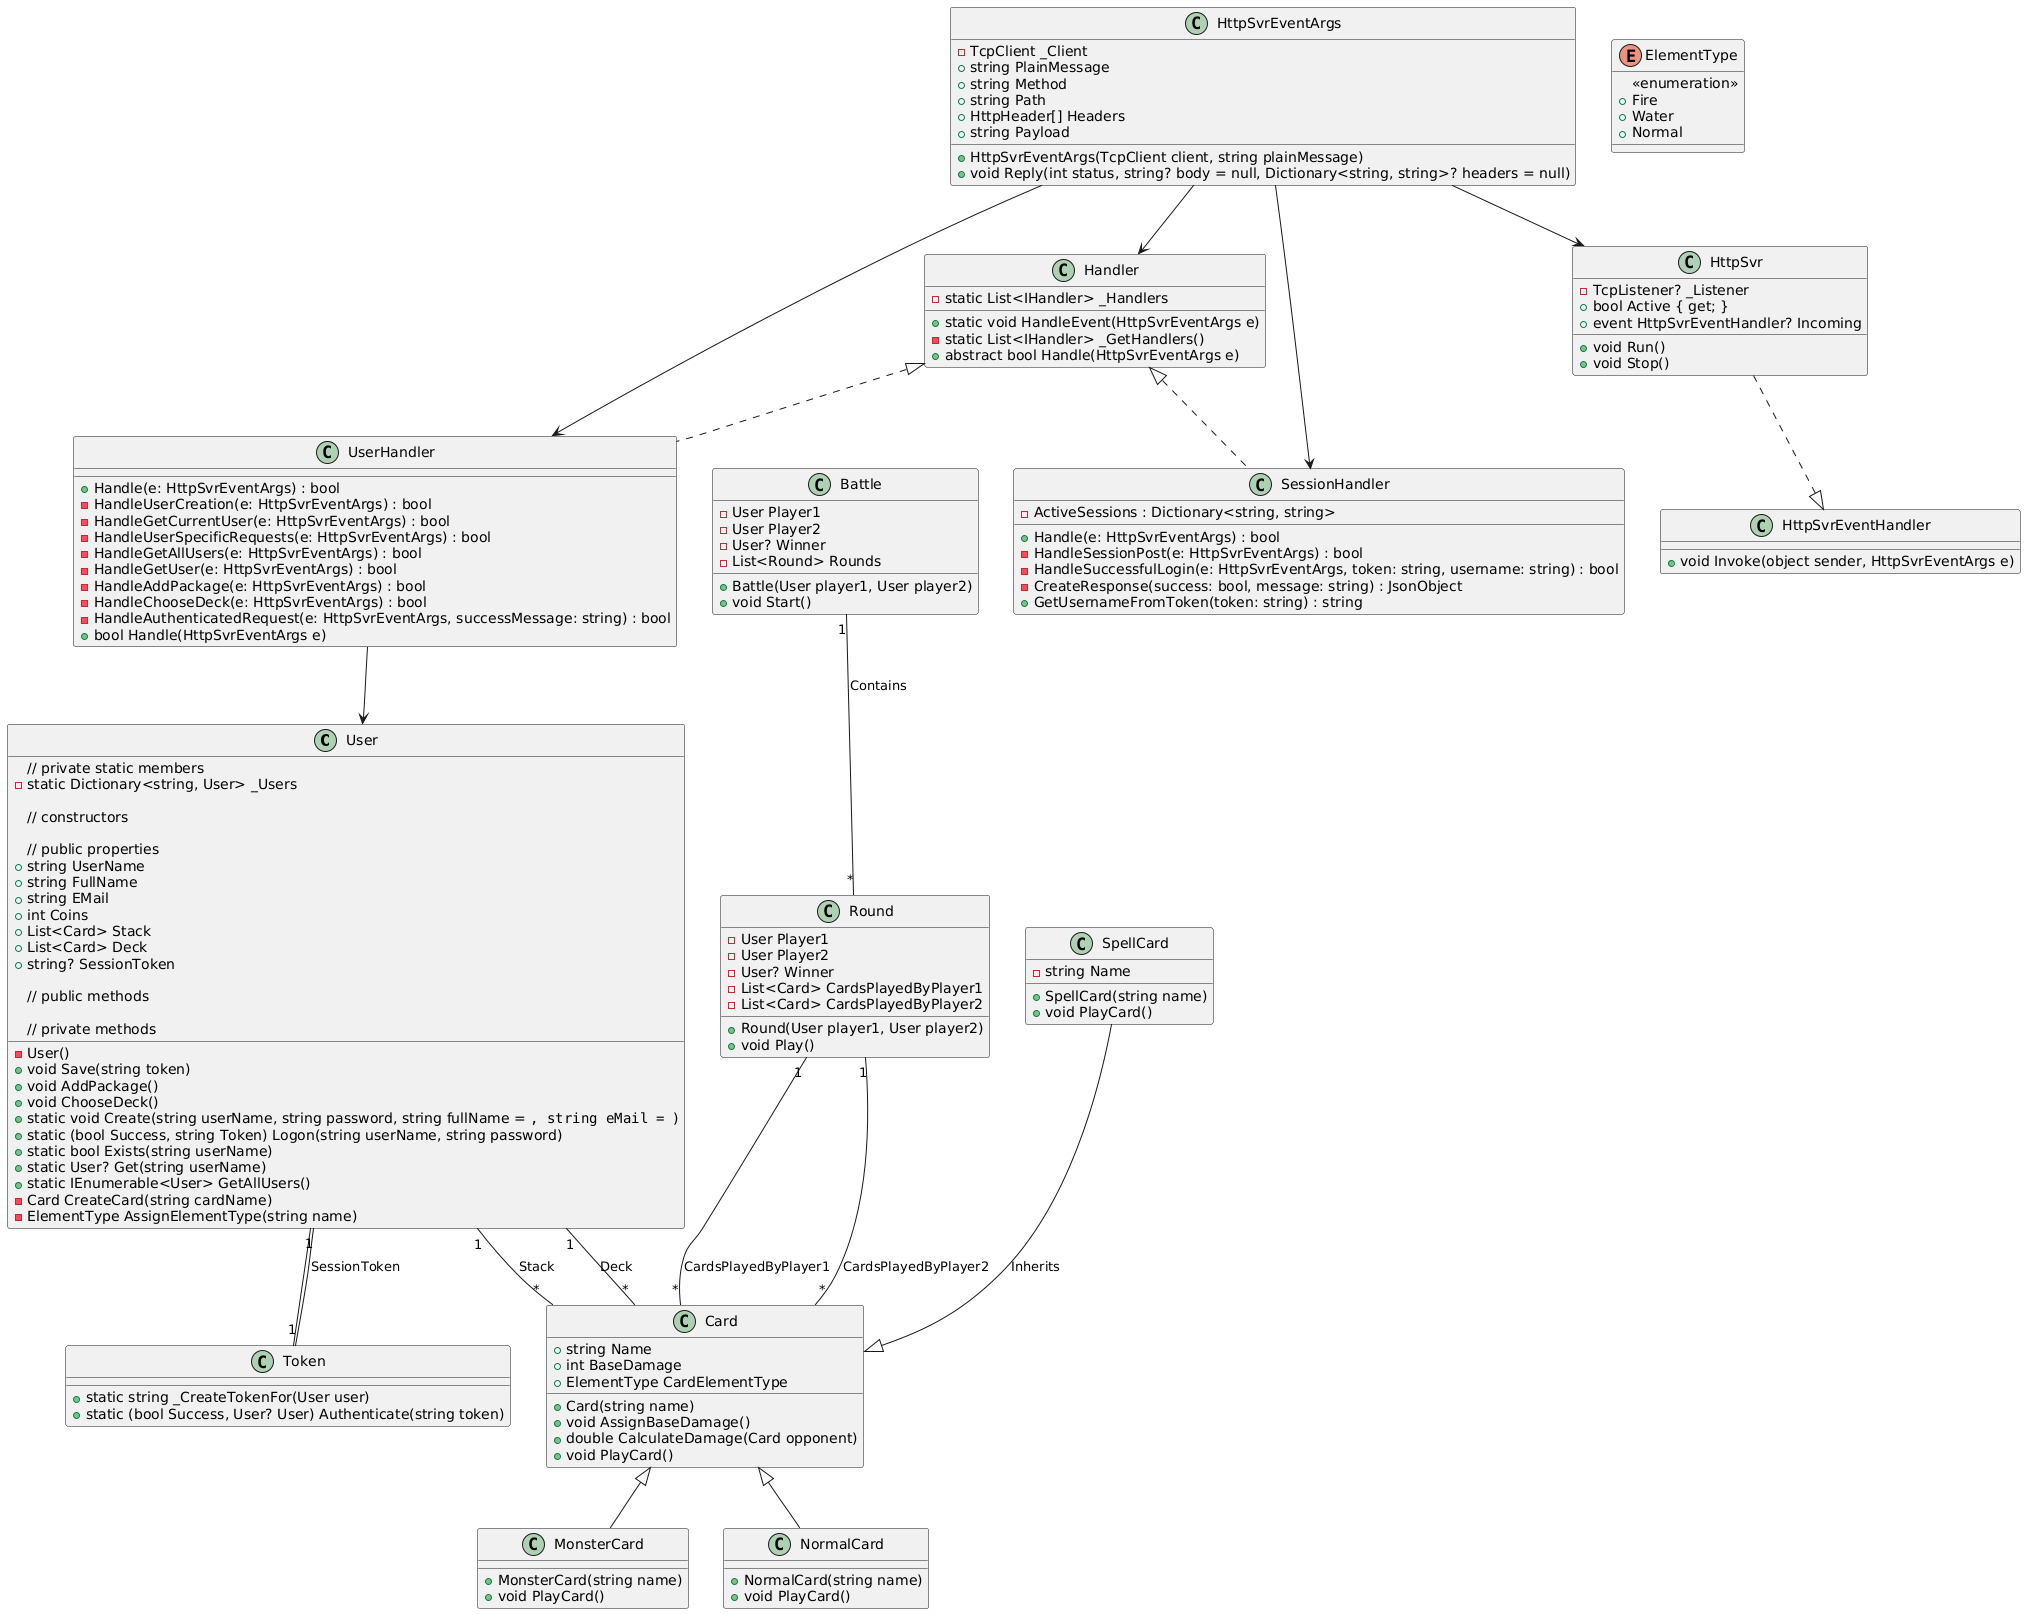 HttpSvrEventArgs
TcpClient _Client
string PlainMessage
string Method
string Path
HttpHeader[] Headers
string Payload
HttpSvrEventArgs(TcpClient client, string plainMessage)
void Reply(int status, string? body = null, Dictionary<string, string>? headers = null)
E ElementType
«enumeration»
Fire
Water
Normal
C Handler
static List<IHandler> _Handlers
static void HandleEvent(HttpSvrEventArgs e)
static List<IHandler> _GetHandlers()
abstract bool Handle(HttpSvrEventArgs e)
C HttpSvr
TcpListener? _Listener
bool Active { get; }
event HttpSvrEventHandler? Incoming
void Run()
void Stop()
C UserHandler
Handle(e: HttpSvrEventArgs) : bool
HandleUserCreation(e: HttpSvrEventArgs) : bool
HandleGetCurrentUser(e: HttpSvrEventArgs) : bool
HandleUserSpecificRequests(e: HttpSvrEventArgs) : bool
HandleGetAllUsers(e: HttpSvrEventArgs) : bool
HandleGetUser(e: HttpSvrEventArgs) : bool
HandleAddPackage(e: HttpSvrEventArgs) : bool
HandleChooseDeck(e: HttpSvrEventArgs) : bool
HandleAuthenticatedRequest(e: HttpSvrEventArgs, successMessage: string) : bool
bool Handle(HttpSvrEventArgs e)
C Battle
User Player1
User Player2
User? Winner
List<Round> Rounds
Battle(User player1, User player2)
void Start()
C SessionHandler
ActiveSessions : Dictionary<string, string>
Handle(e: HttpSvrEventArgs) : bool
HandleSessionPost(e: HttpSvrEventArgs) : bool
HandleSuccessfulLogin(e: HttpSvrEventArgs, token: string, username: string) : bool
CreateResponse(success: bool, message: string) : JsonObject
GetUsernameFromToken(token: string) : string
C HttpSvrEventHandler
void Invoke(object sender, HttpSvrEventArgs e)
1
Contains
*
C User
// private static members
static Dictionary<string, User> _Users
// constructors
// public properties
string UserName
string FullName
string EMail
int Coins
List<Card> Stack
List<Card> Deck
string? SessionToken
// public methods
// private methods
User()
void Save(string token)
void AddPackage()
void ChooseDeck()
static void Create(string userName, string password, string fullName = , string eMail = )
static (bool Success, string Token) Logon(string userName, string password)
static bool Exists(string userName)
static User? Get(string userName)
static IEnumerable<User> GetAllUsers()
Card CreateCard(string cardName)
ElementType AssignElementType(string name)
C Round
User Player1
User Player2
User? Winner
List<Card> CardsPlayedByPlayer1
List<Card> CardsPlayedByPlayer2
Round(User player1, User player2)
void Play()
C SpellCard
string Name
SpellCard(string name)
void PlayCard()
1 1
1 1 1
SessionToken Stack Deck CardsPlayedByPlayer1 CardsPlayedByPlayer2 Inherits
* * * *
1
C Token
static string _CreateTokenFor(User user)
static (bool Success, User? User) Authenticate(string token)
C Card
string Name
int BaseDamage
ElementType CardElementType
Card(string name)
void AssignBaseDamage()
double CalculateDamage(Card opponent)
void PlayCard()
C MonsterCard
MonsterCard(string name)
void PlayCard()
C NormalCard
NormalCard(string name)
void PlayCard()